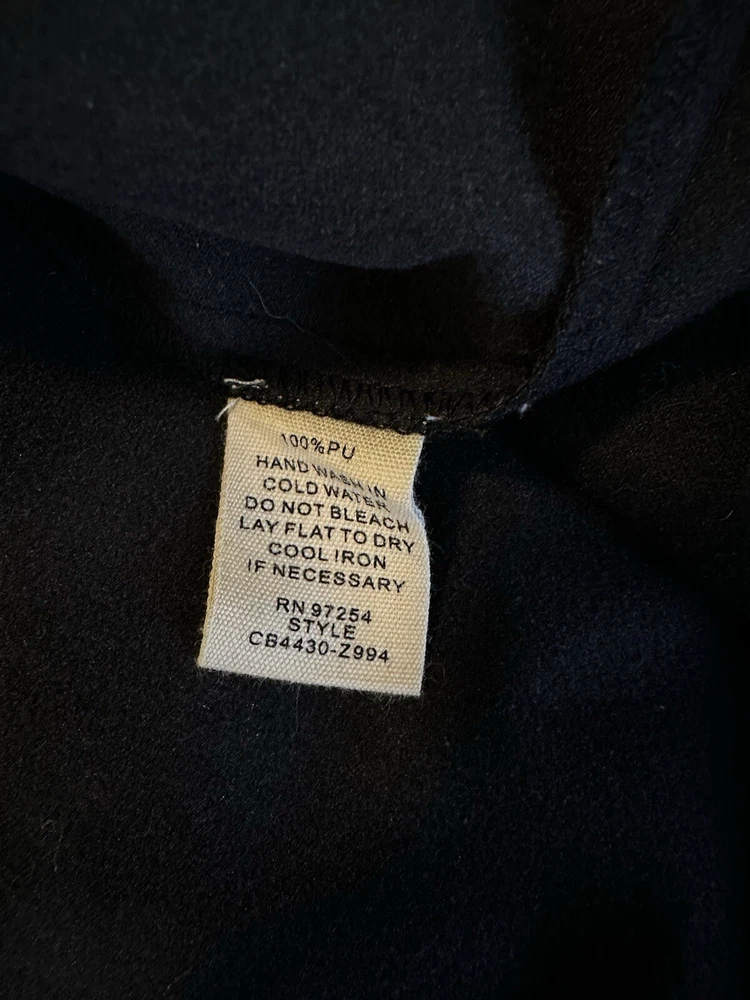 100%PU
HAND WASH IN
COLD WATER
DO NOT BLEACH
LAY FLAT TO DRY
COOL IRON
IF NECESSARY
RN 97254
STYLE
CB4430-Z994